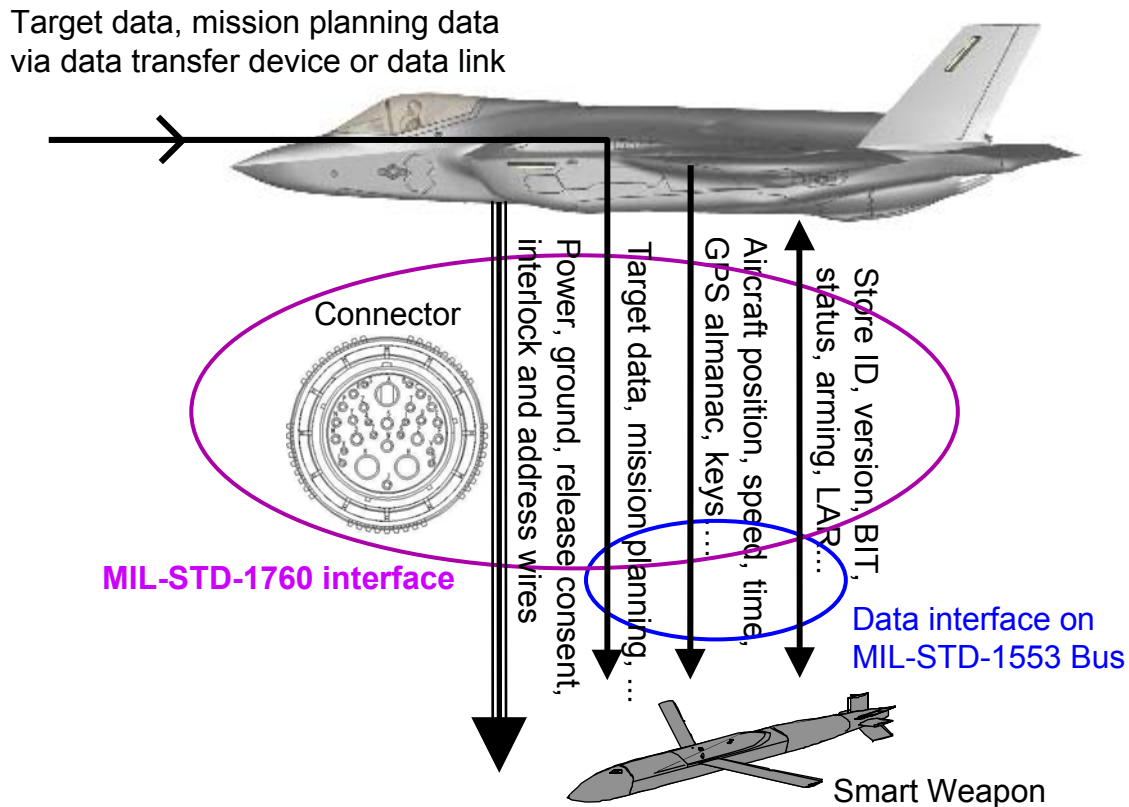 Target data, mission planning data
via data transfer device or data link
Connector
Power, ground, release consent,
interlock and address wires
Target data, mission planning, ...
Aircraft position, speed, time,
GPS almanac, keys....
Store ID, version, BIT,
status, arming, LAR...
MIL-STD-1760 interface
Data interface on
MIL-STD-1553 Bus
Smart Weapon